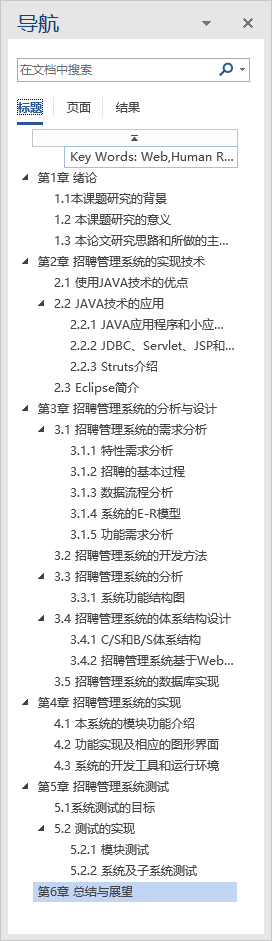 导航
在文档中搜索
标题 页面 结果
Key Words: Web,Human R...
第1章 绪论
1.1本课题研究的背景
1.2 本课题研究的意义
1.3 本论文研究思路和所做的主...
第2章 招聘管理系统的实现技术
2.1 使用JAVA技术的优点
2.2 JAVA技术的应用
2.2.1 JAVA应用程序和小应...
2.2.2 JDBC、Servlet、JSP和...
2.2.3 Struts介绍
2.3 Eclipse简介
第3章 招聘管理系统的分析与设计
3.1 招聘管理系统的需求分析
3.1.1 特性需求分析
3.1.2 招聘的基本过程
3.1.3 数据流程分析
3.1.4 系统的E-R模型
3.1.5 功能需求分析
3.2 招聘管理系统的开发方法
3.3 招聘管理系统的分析
3.3.1 系统功能结构图
3.4 招聘管理系统的体系结构设计
3.4.1 C/S和B/S体系结构
3.4.2 招聘管理系统基于Web...
3.5 招聘管理系统的数据库实现
第4章 招聘管理系统的实现
4.1 本系统的模块功能介绍
4.2 功能实现及相应的图形界面
4.3 系统的开发工具和运行环境
第5章 招聘管理系统测试
5.1系统测试的目标
5.2 测试的实现
5.2.1 模块测试
5.2.2 系统及子系统测试
第6章 总结与展望